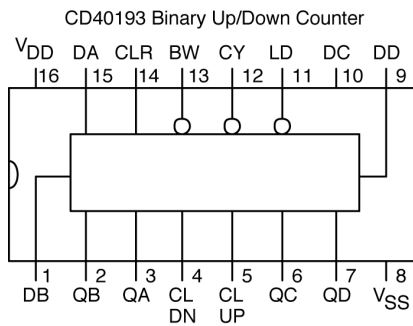 CD40193 Binary Up/Down Counter
VDD DA CLR BW CY LD DC DD
16 15 14 13 12 11 10 9
1 2 3 4 5 6 7 8
DB QB QA CL DN CL UP QC QD VSS